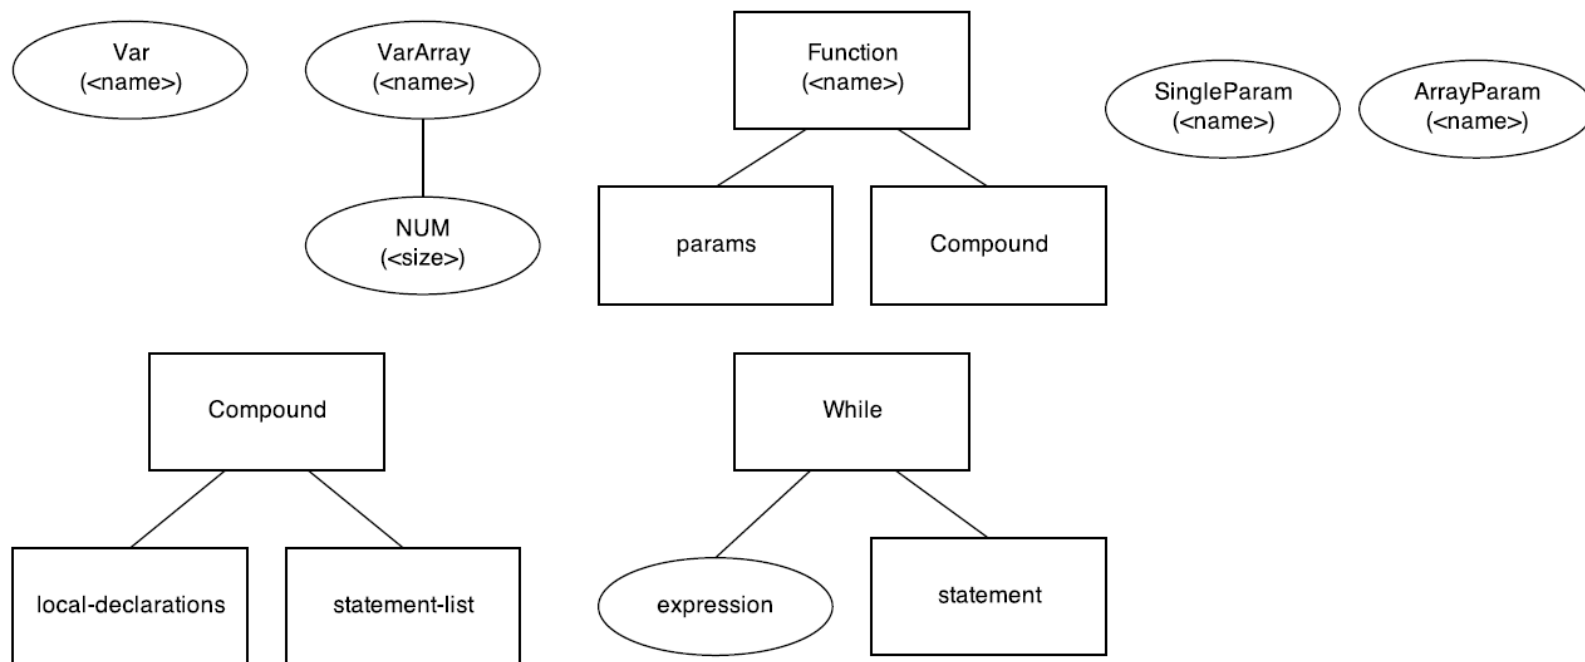 Var
(<name>)
VarArray
(<name>)
NUM
(<size>)
Function
(<name>)
params
Compound
SingleParam
(<name>)
ArrayParam
(<name>)
Compound
local-declarations
statement-list
While
expression
statement